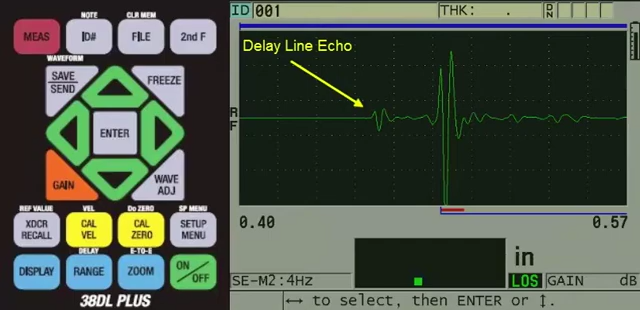 NOTE CLR MEM
MEAS ID# FILE 2nd F
WAVEFORM
SAVE/SEND FREEZE
ENTER
GAIN WAVE ADJ
REF VALUE VEL Do ZERO SP MENU
XDCR RECALL CAL VEL CAL ZERO SETUP MENU
DELAY E-TO-E
DISPLAY RANGE ZOOM ON/OFF
38DL PLUS
ID 001 THK: . DN
Delay Line Echo
RF
0.40 0.57
in
SE-M2:4Hz LOS GAIN dB
↔ to select, then ENTER or ↕.